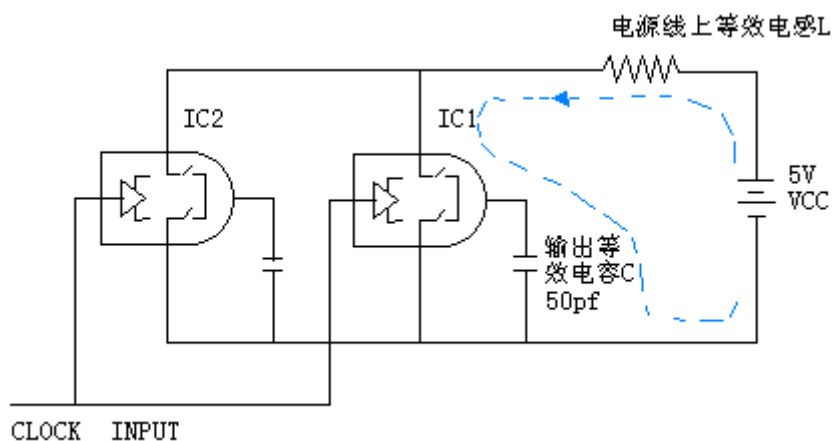 电源线上等效电感L
IC2
IC1
5V
VCC
输出等
效电容C
50pf
CLOCK INPUT